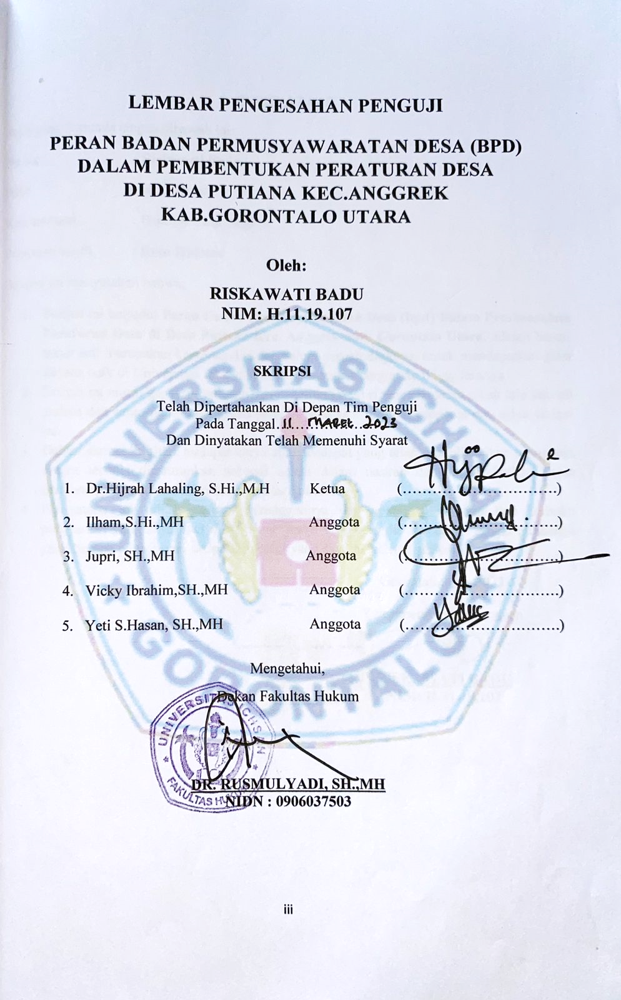 LEMBAR PENGESAHAN PENGUJI
PERAN BADAN PERMUSYAWARATAN DESA (BPD)
DALAM PEMBENTUKAN PERATURAN DESA
DI DESA PUTIANA KEC.ANGGREK
KAB.GORONTALO UTARA
Oleh:
RISKAWATI BADU
NIM: H.11.19.107
SKRIPSI
Telah Dipertahankan Di Depan Tim Penguji
Pada Tanggal..11....MARET..2023
Dan Dinyatakan Telah Memenuhi Syarat
1. Dr.Hijrah Lahaling, S.Hi.,M.H Ketua (................................)
2. Ilham,S.Hi.,MH Anggota (................................)
3. Jupri, SH.,MH Anggota (................................)
4. Vicky Ibrahim,SH.,MH Anggota (................................)
5. Yeti S.Hasan, SH.,MH Anggota (................................)
UNIVERSITAS ICHSAN
GORONTALO
Mengetahui,
Dekan Fakultas Hukum
UNIVERSITAS ICHSAN
FAKULTAS HUKUM
DR. RUSMULYADI, SH.,MH
NIDN : 0906037503
iii